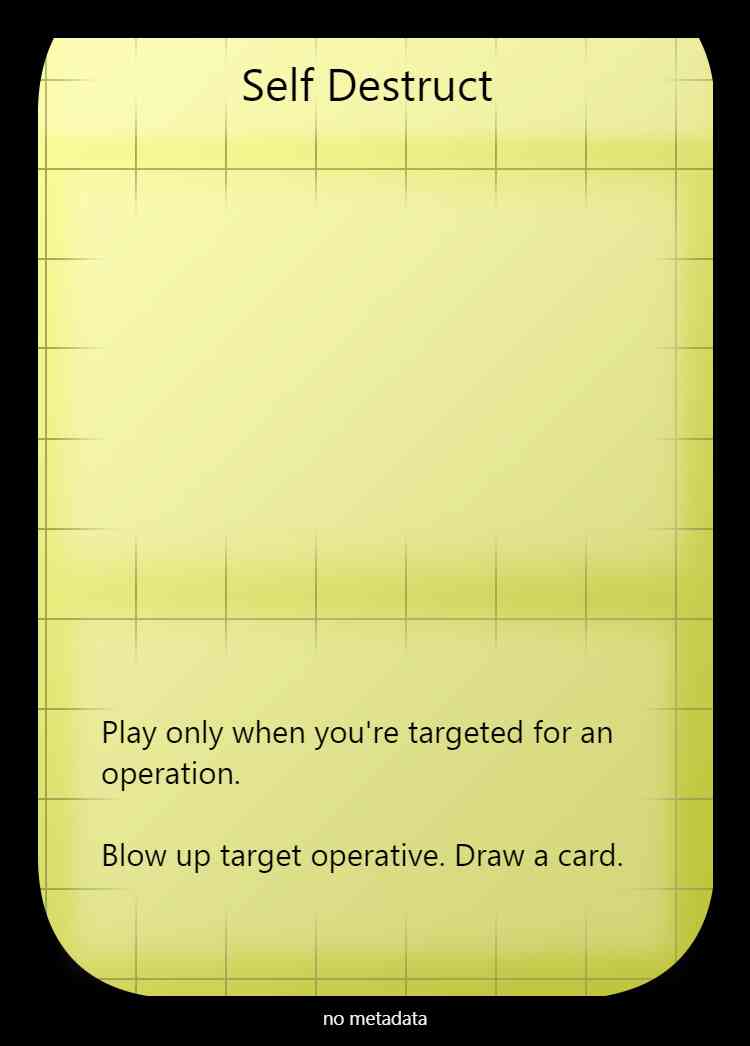 Self Destruct
Play only when you're targeted for an
operation.
Blow up target operative. Draw a card.
no metadata